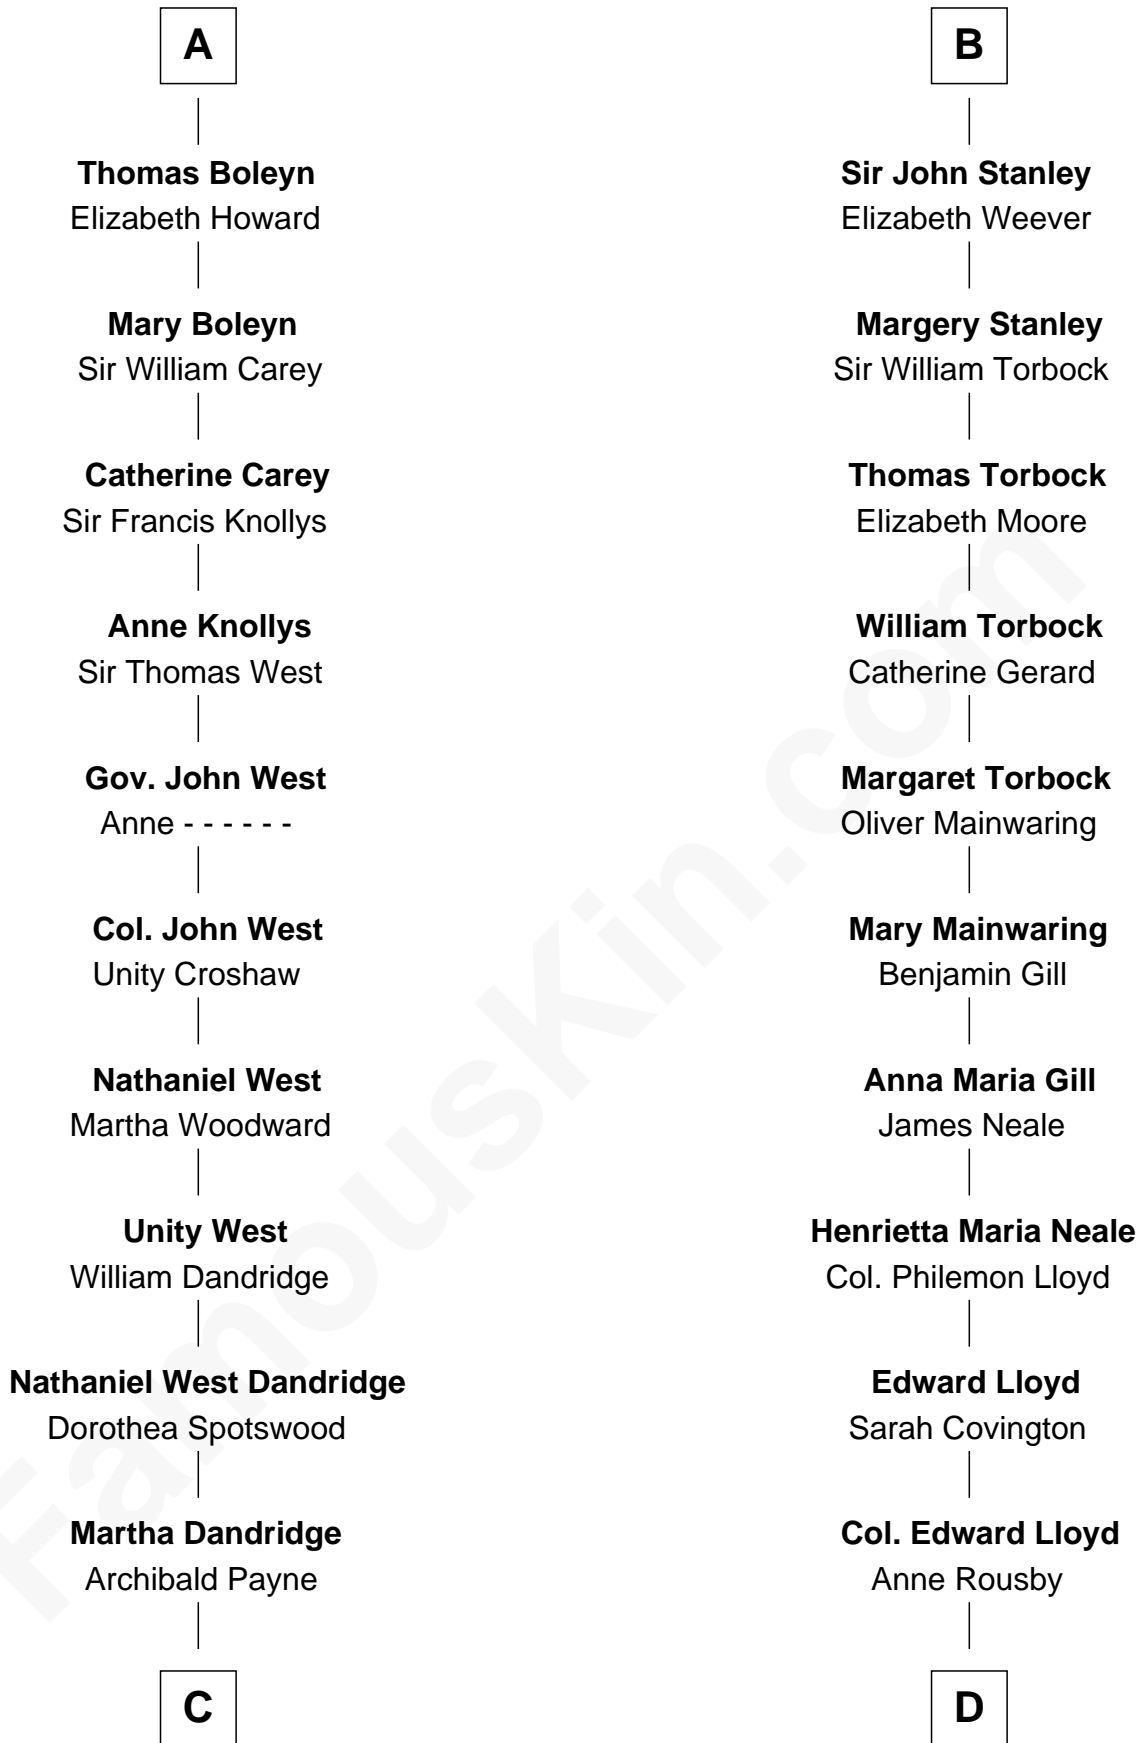 A
Thomas Boleyn
Elizabeth Howard
Mary Boleyn
Sir William Carey
Catherine Carey
Sir Francis Knollys
Anne Knollys
Sir Thomas West
Gov. John West
Anne - - - - - -
Col. John West
Unity Croshaw
Nathaniel West
Martha Woodward
Unity West
William Dandridge
Nathaniel West Dandridge
Dorothea Spotswood
Martha Dandridge
Archibald Payne
C
B
Sir John Stanley
Elizabeth Weever
Margery Stanley
Sir William Torbock
Thomas Torbock
Elizabeth Moore
William Torbock
Catherine Gerard
Margaret Torbock
Oliver Mainwaring
Mary Mainwaring
Benjamin Gill
Anna Maria Gill
James Neale
Henrietta Maria Neale
Col. Philemon Lloyd
Edward Lloyd
Sarah Covington
Col. Edward Lloyd
Anne Rousby
D
FamousKin.com